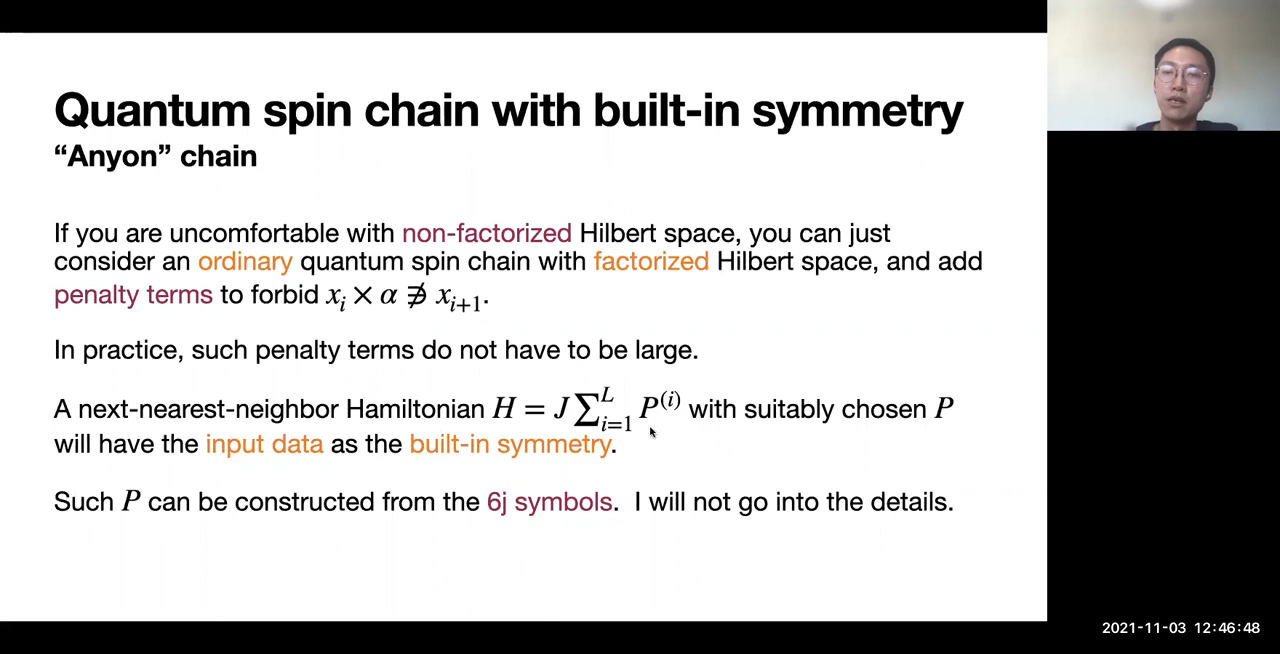 Quantum spin chain with built-in symmetry
“Anyon” chain
If you are uncomfortable with non-factorized Hilbert space, you can just
consider an ordinary quantum spin chain with factorized Hilbert space, and add
penalty terms to forbid x_i × α ∌ x_{i+1}.
In practice, such penalty terms do not have to be large.
A next-nearest-neighbor Hamiltonian H = J∑_{i=1}^{L} P^{(i)} with suitably chosen P
will have the input data as the built-in symmetry.
Such P can be constructed from the 6j symbols. I will not go into the details.
2021-11-03 12:46:48